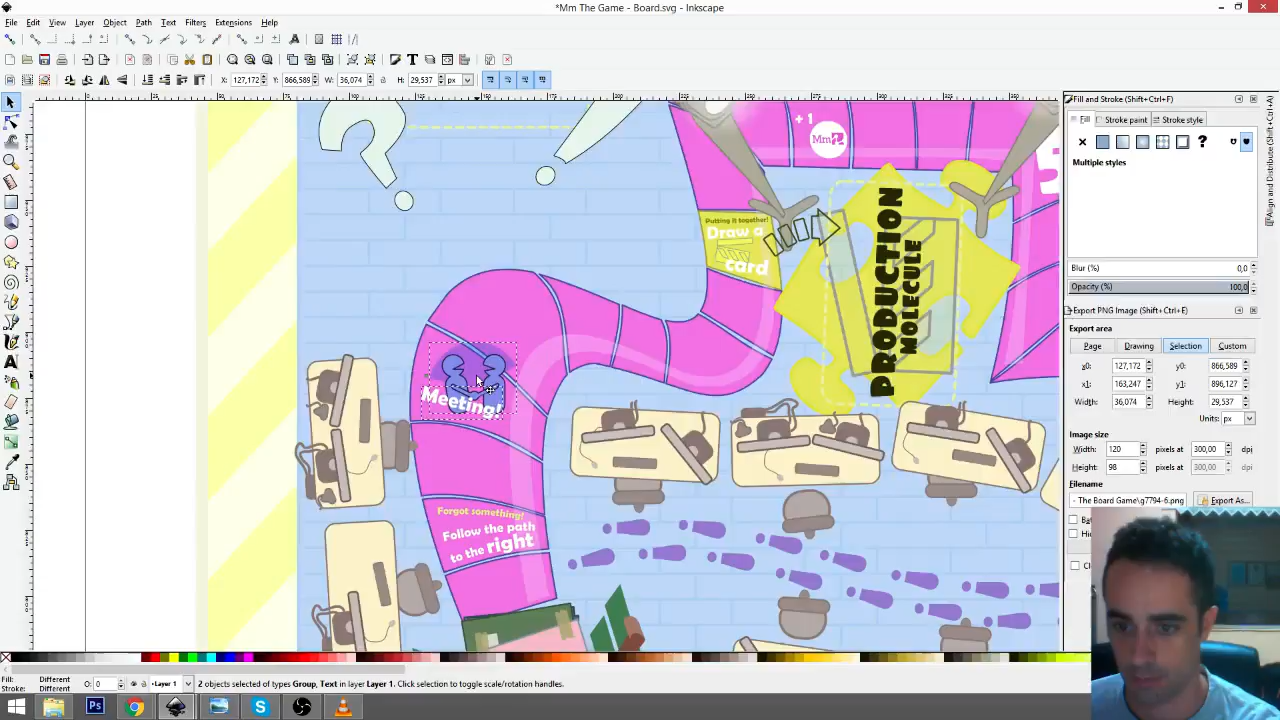 *Mm The Game - Board.svg - Inkscape
File Edit View Layer Object Path Text Filters Extensions Help
X: 127,172 Y: 866,589 W: 36,074 H: 29,537 px
Fill and Stroke (Shift+Ctrl+F)
Fill Stroke paint Stroke style
Multiple styles
Blur (%) 0,0
Opacity (%) 100,0
Export PNG Image (Shift+Ctrl+E)
Export area
Page Drawing Selection Custom
x0: 127,172 y0: 866,589
x1: 163,247 y1: 896,127
Width: 36,074 Height: 29,537
Units: px
Image size
Width: 120 pixels at 300,00 dpi
Height: 98 pixels at 300,00 dpi
Filename
- The Board Game\g7794-6.png Export As...
Align and Distribute (Shift+Ctrl+A)
+ 1
Mm
Putting it together!
Draw a
card
PRODUCTION
MOLECULE
Meeting!
Forgot something!
Follow the path
to the right
Fill: Different
Stroke: Different
O: 0
Layer 1
2 objects selected of types Group, Text in layer Layer 1. Click selection to toggle scale/rotation handles.